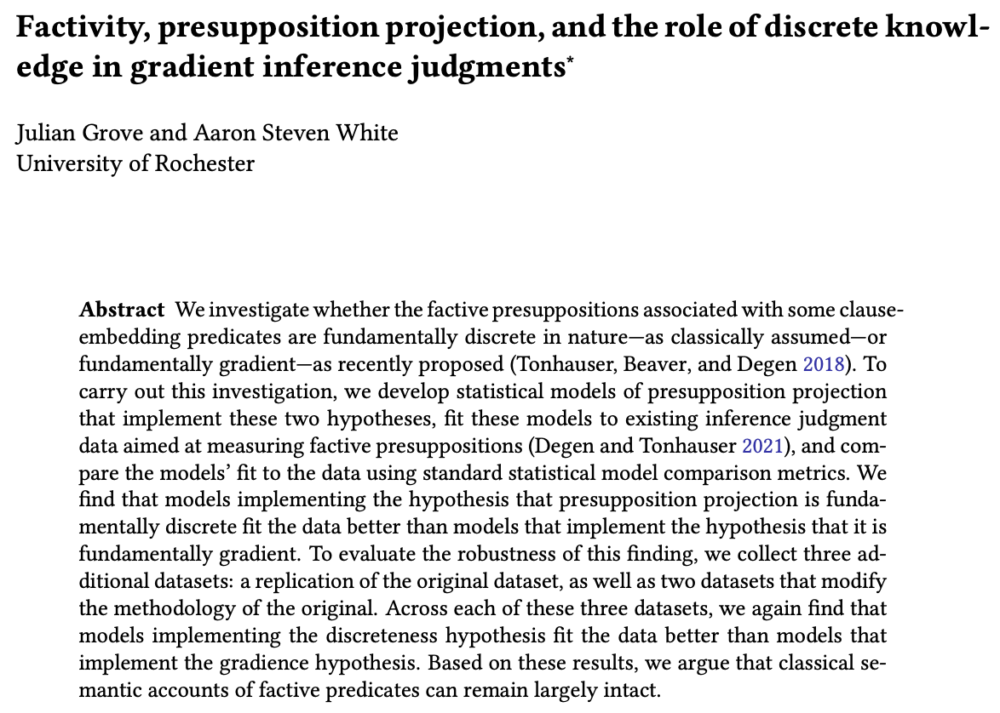 Factivity, presupposition projection, and the role of discrete knowl-
edge in gradient inference judgments*
Julian Grove and Aaron Steven White
University of Rochester
Abstract We investigate whether the factive presuppositions associated with some clause-
embedding predicates are fundamentally discrete in nature—as classically assumed—or
fundamentally gradient—as recently proposed (Tonhauser, Beaver, and Degen 2018). To
carry out this investigation, we develop statistical models of presupposition projection
that implement these two hypotheses, fit these models to existing inference judgment
data aimed at measuring factive presuppositions (Degen and Tonhauser 2021), and com-
pare the models’ fit to the data using standard statistical model comparison metrics. We
find that models implementing the hypothesis that presupposition projection is funda-
mentally discrete fit the data better than models that implement the hypothesis that it is
fundamentally gradient. To evaluate the robustness of this finding, we collect three ad-
ditional datasets: a replication of the original dataset, as well as two datasets that modify
the methodology of the original. Across each of these three datasets, we again find that
models implementing the discreteness hypothesis fit the data better than models that
implement the gradience hypothesis. Based on these results, we argue that classical se-
mantic accounts of factive predicates can remain largely intact.